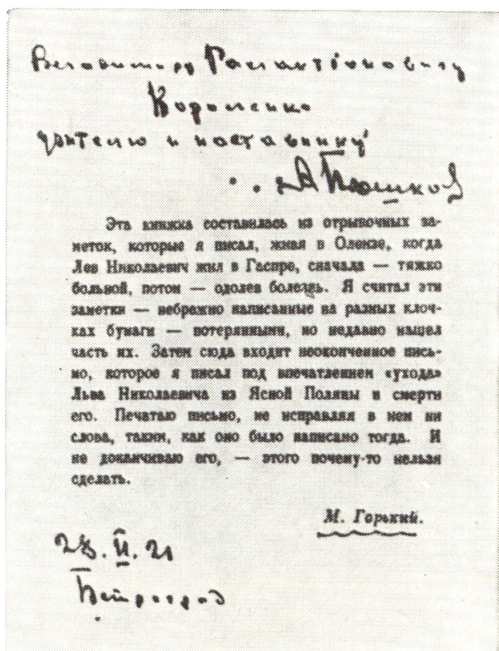 Владимиру Галактионовичу
Короленко
учителю и наставнику
А Пешков
Эта книжка составилась из отрывочных за-
меток, которые я писал, живя в Олеизе, когда
Лев Николаевич жил в Гаспре, сначала — тяжко
больной, потом — одолев болезнь. Я считал эти
заметки — небрежно написанные на разных клоч-
ках бумаги — потерянными, но недавно нашел
часть их. Затем сюда входит неоконченное пись-
мо, которое я писал под впечатлением «ухода»
Льва Николаевича из Ясной Поляны и смерти
его. Печатаю письмо, не исправляя в нем ни
слова, таким, как оно было написано тогда. И
не доканчиваю его, — этого почему-то нельзя
сделать.
М. Горький.
28. II. 21
Петроград